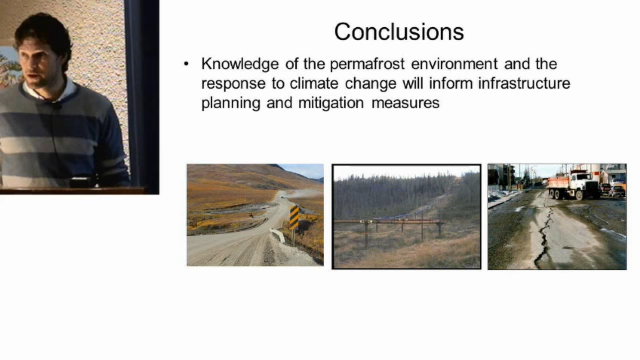 Conclusions
• Knowledge of the permafrost environment and the
response to climate change will inform infrastructure
planning and mitigation measures